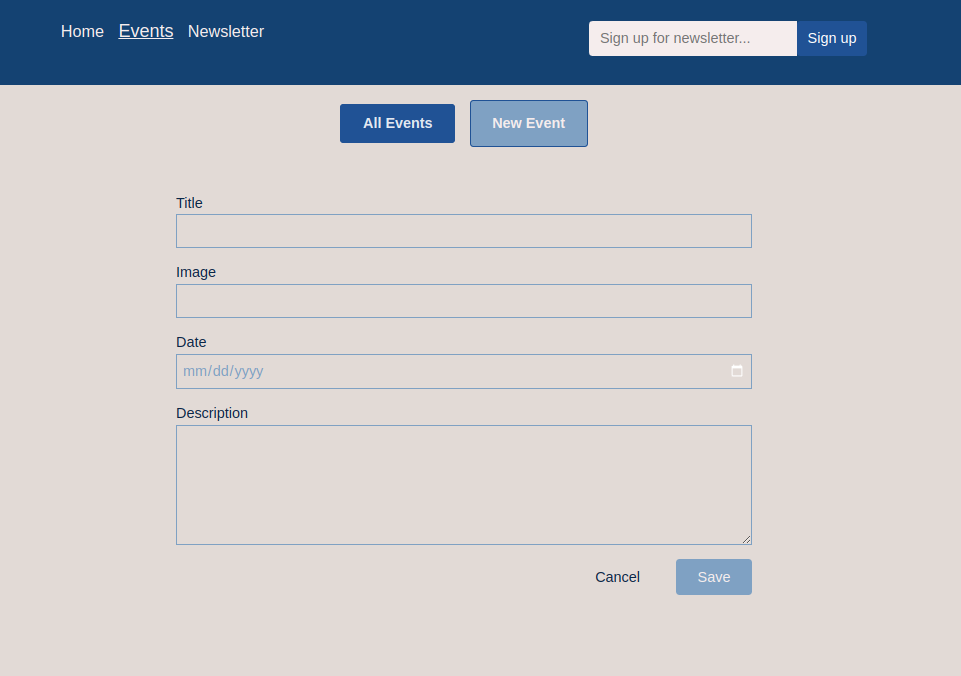 Home Events Newsletter Sign up for newsletter... Sign up
All Events New Event
Title
Image
Date
mm/dd/yyyy
Description
Cancel Save